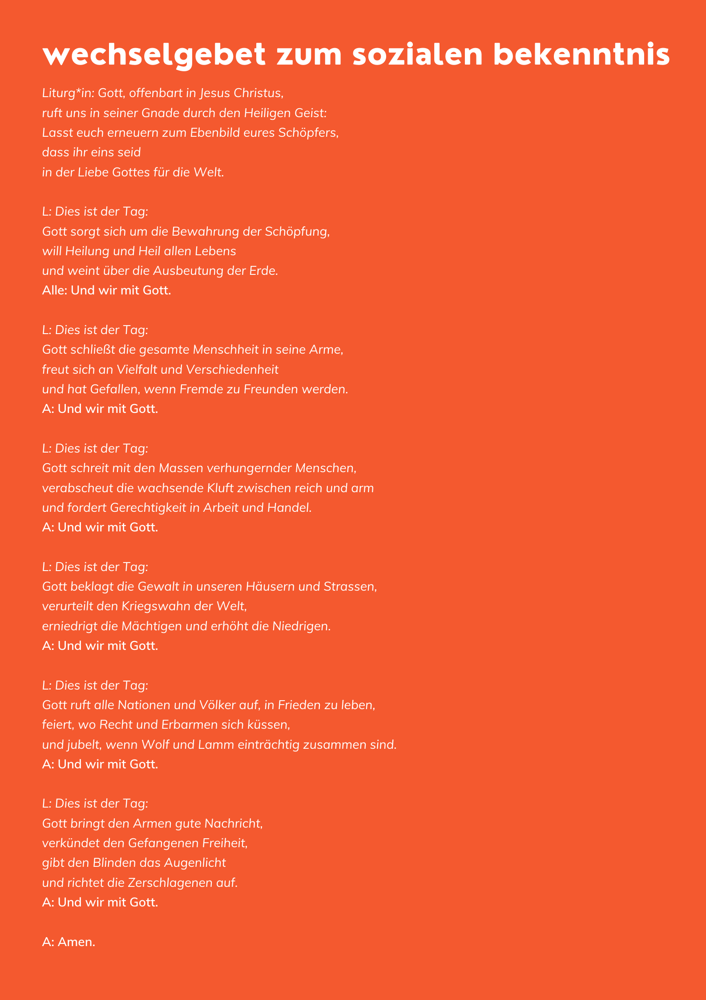 wechselgebet zum sozialen bekenntnis
Liturg*in: Gott, offenbart in Jesus Christus,
ruft uns in seiner Gnade durch den Heiligen Geist:
Lasst euch erneuern zum Ebenbild eures Schöpfers,
dass ihr eins seid
in der Liebe Gottes für die Welt.
L: Dies ist der Tag:
Gott sorgt sich um die Bewahrung der Schöpfung,
will Heilung und Heil allen Lebens
und weint über die Ausbeutung der Erde.
Alle: Und wir mit Gott.
L: Dies ist der Tag:
Gott schließt die gesamte Menschheit in seine Arme,
freut sich an Vielfalt und Verschiedenheit
und hat Gefallen, wenn Fremde zu Freunden werden.
A: Und wir mit Gott.
L: Dies ist der Tag:
Gott schreit mit den Massen verhungernder Menschen,
verabscheut die wachsende Kluft zwischen reich und arm
und fordert Gerechtigkeit in Arbeit und Handel.
A: Und wir mit Gott.
L: Dies ist der Tag:
Gott beklagt die Gewalt in unseren Häusern und Strassen,
verurteilt den Kriegswahn der Welt,
erniedrigt die Mächtigen und erhöht die Niedrigen.
A: Und wir mit Gott.
L: Dies ist der Tag:
Gott ruft alle Nationen und Völker auf, in Frieden zu leben,
feiert, wo Recht und Erbarmen sich küssen,
und jubelt, wenn Wolf und Lamm einträchtig zusammen sind.
A: Und wir mit Gott.
L: Dies ist der Tag:
Gott bringt den Armen gute Nachricht,
verkündet den Gefangenen Freiheit,
gibt den Blinden das Augenlicht
und richtet die Zerschlagenen auf.
A: Und wir mit Gott.
A: Amen.